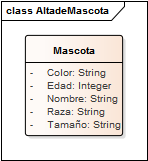 class AltadeMascota
Mascota
- Color: String
- Edad: Integer
- Nombre: String
- Raza: String
- Tamaño: String